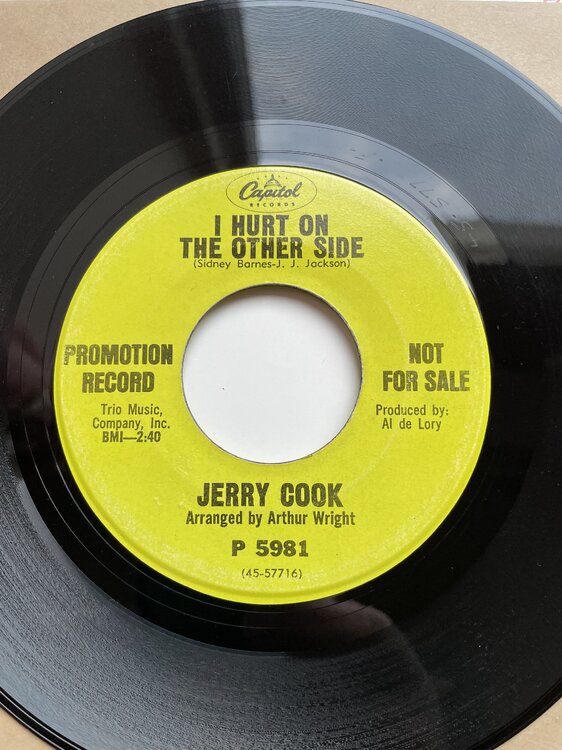 Capitol
RECORDS
I HURT ON
THE OTHER SIDE
(Sidney Barnes-J. J. Jackson)
PROMOTION
RECORD
Trio Music,
Company, Inc.
BMI—2:40
NOT
FOR SALE
Produced by:
Al de Lory
JERRY COOK
Arranged by Arthur Wright
P 5981
(45-57716)